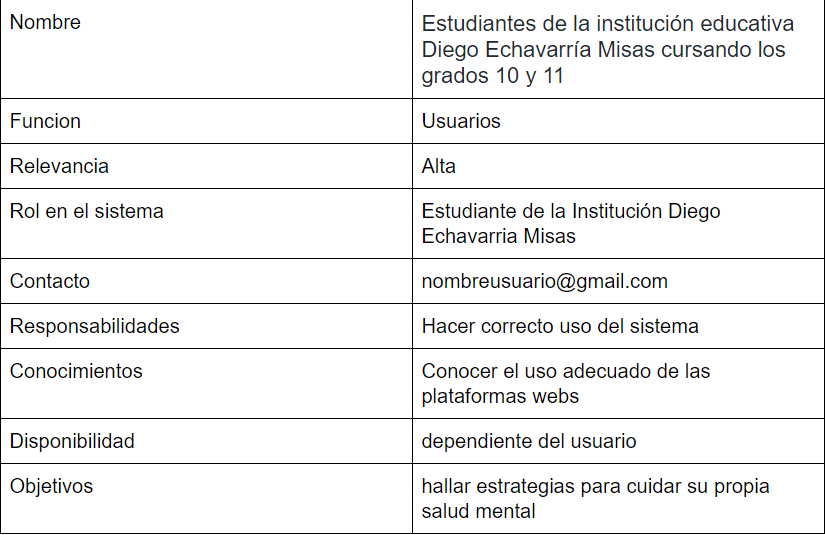 Nombre
Estudiantes de la institución educativa
Diego Echavarría Misas cursando los
grados 10 y 11
Funcion
Usuarios
Relevancia
Alta
Rol en el sistema
Estudiante de la Institución Diego
Echavarria Misas
Contacto
nombreusuario@gmail.com
Responsabilidades
Hacer correcto uso del sistema
Conocimientos
Conocer el uso adecuado de las
plataformas webs
Disponibilidad
dependiente del usuario
Objetivos
hallar estrategias para cuidar su propia
salud mental